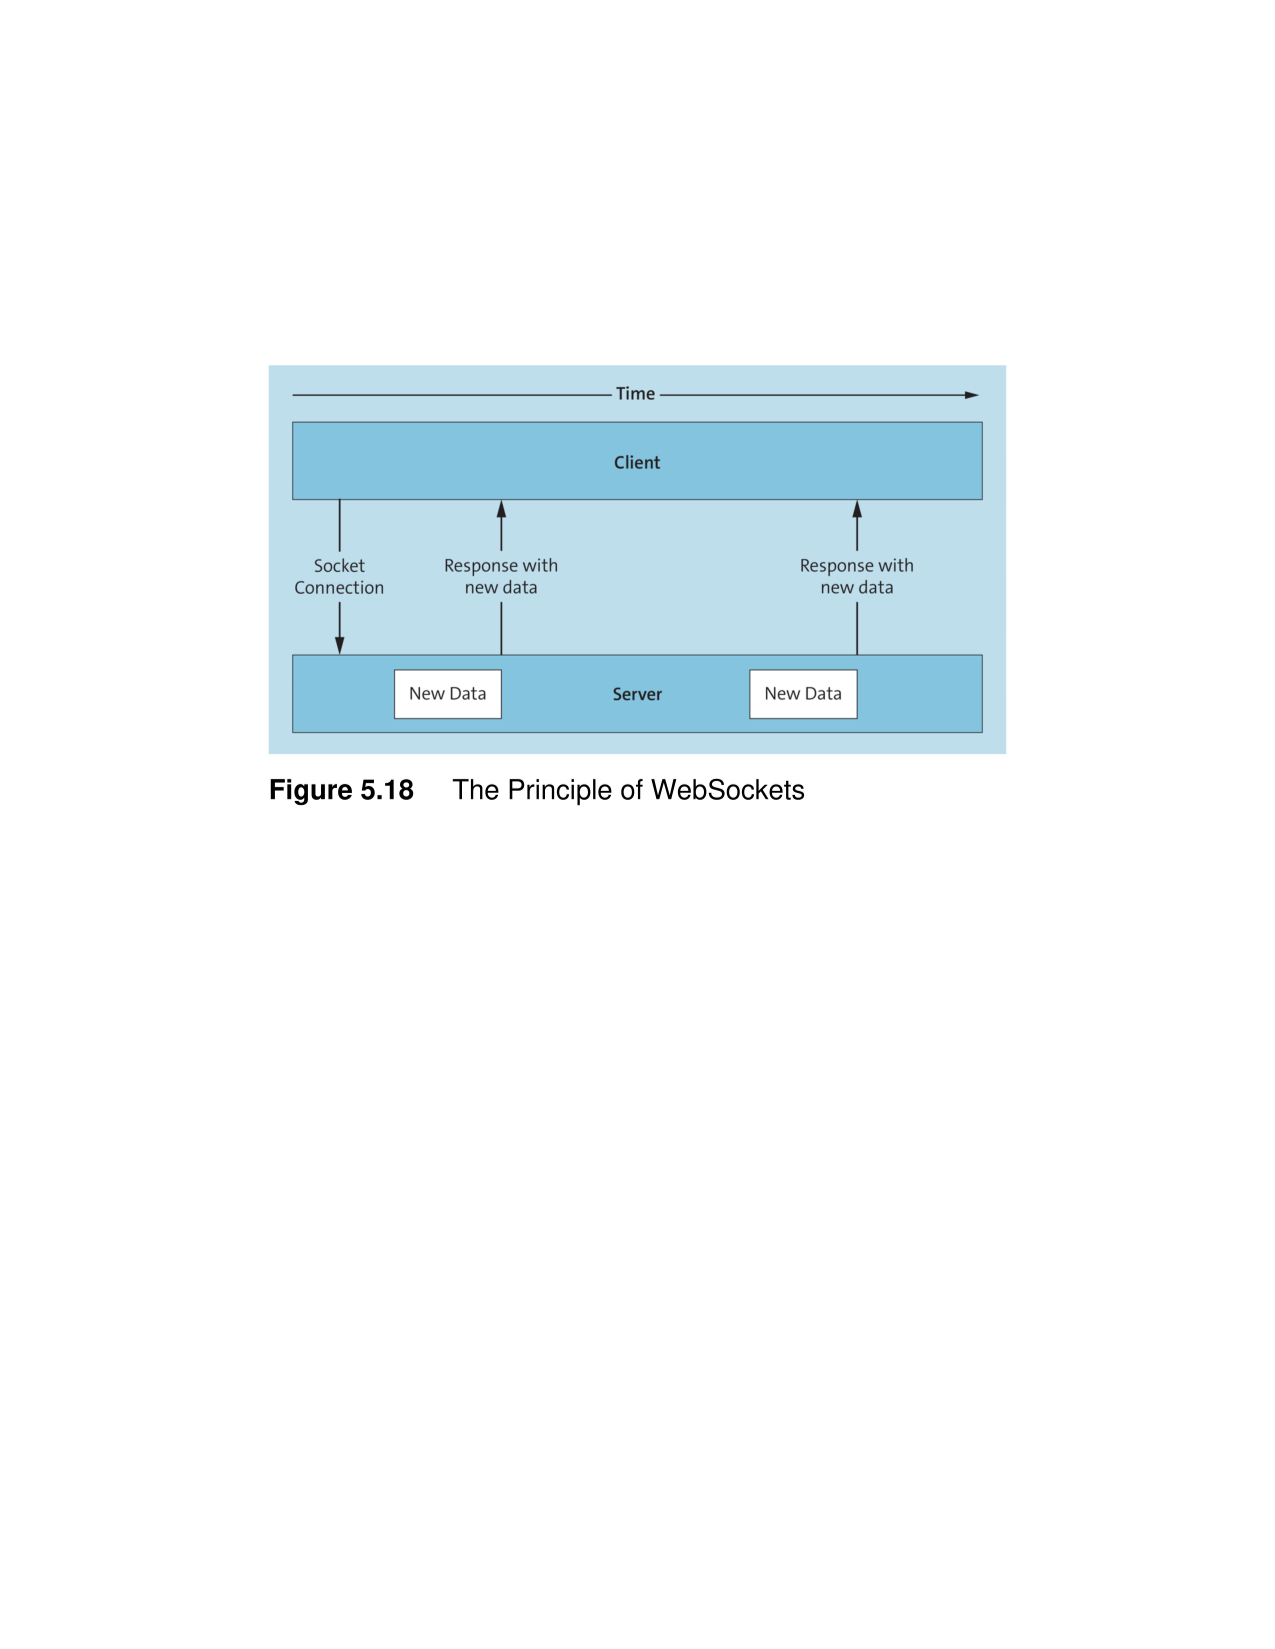 Time
Client
Socket
Connection
Response with
new data
Response with
new data
New Data
Server
New Data
Figure 5.18 The Principle of WebSockets